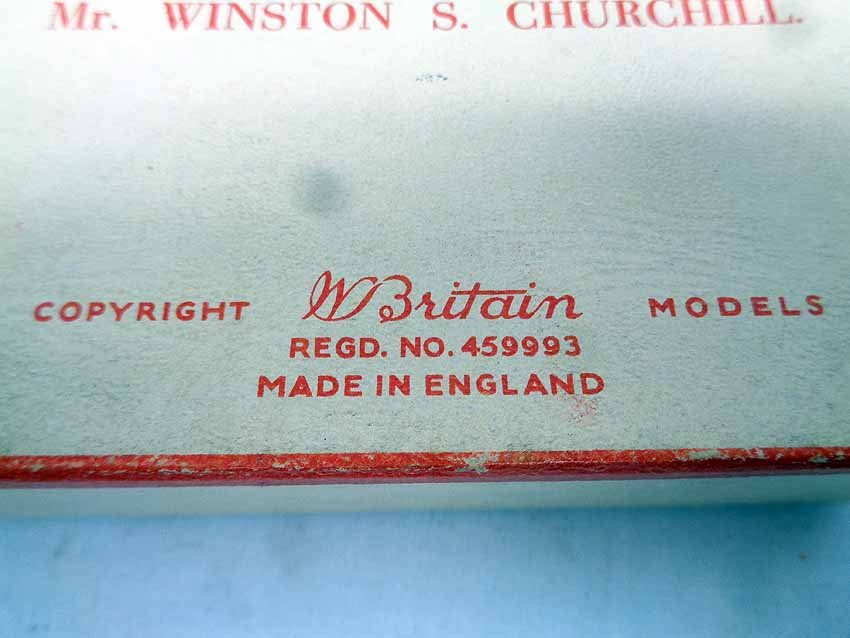 Mr. WINSTON S. CHURCHILL.
COPYRIGHT W Britain MODELS
REGD. NO. 459993
MADE IN ENGLAND